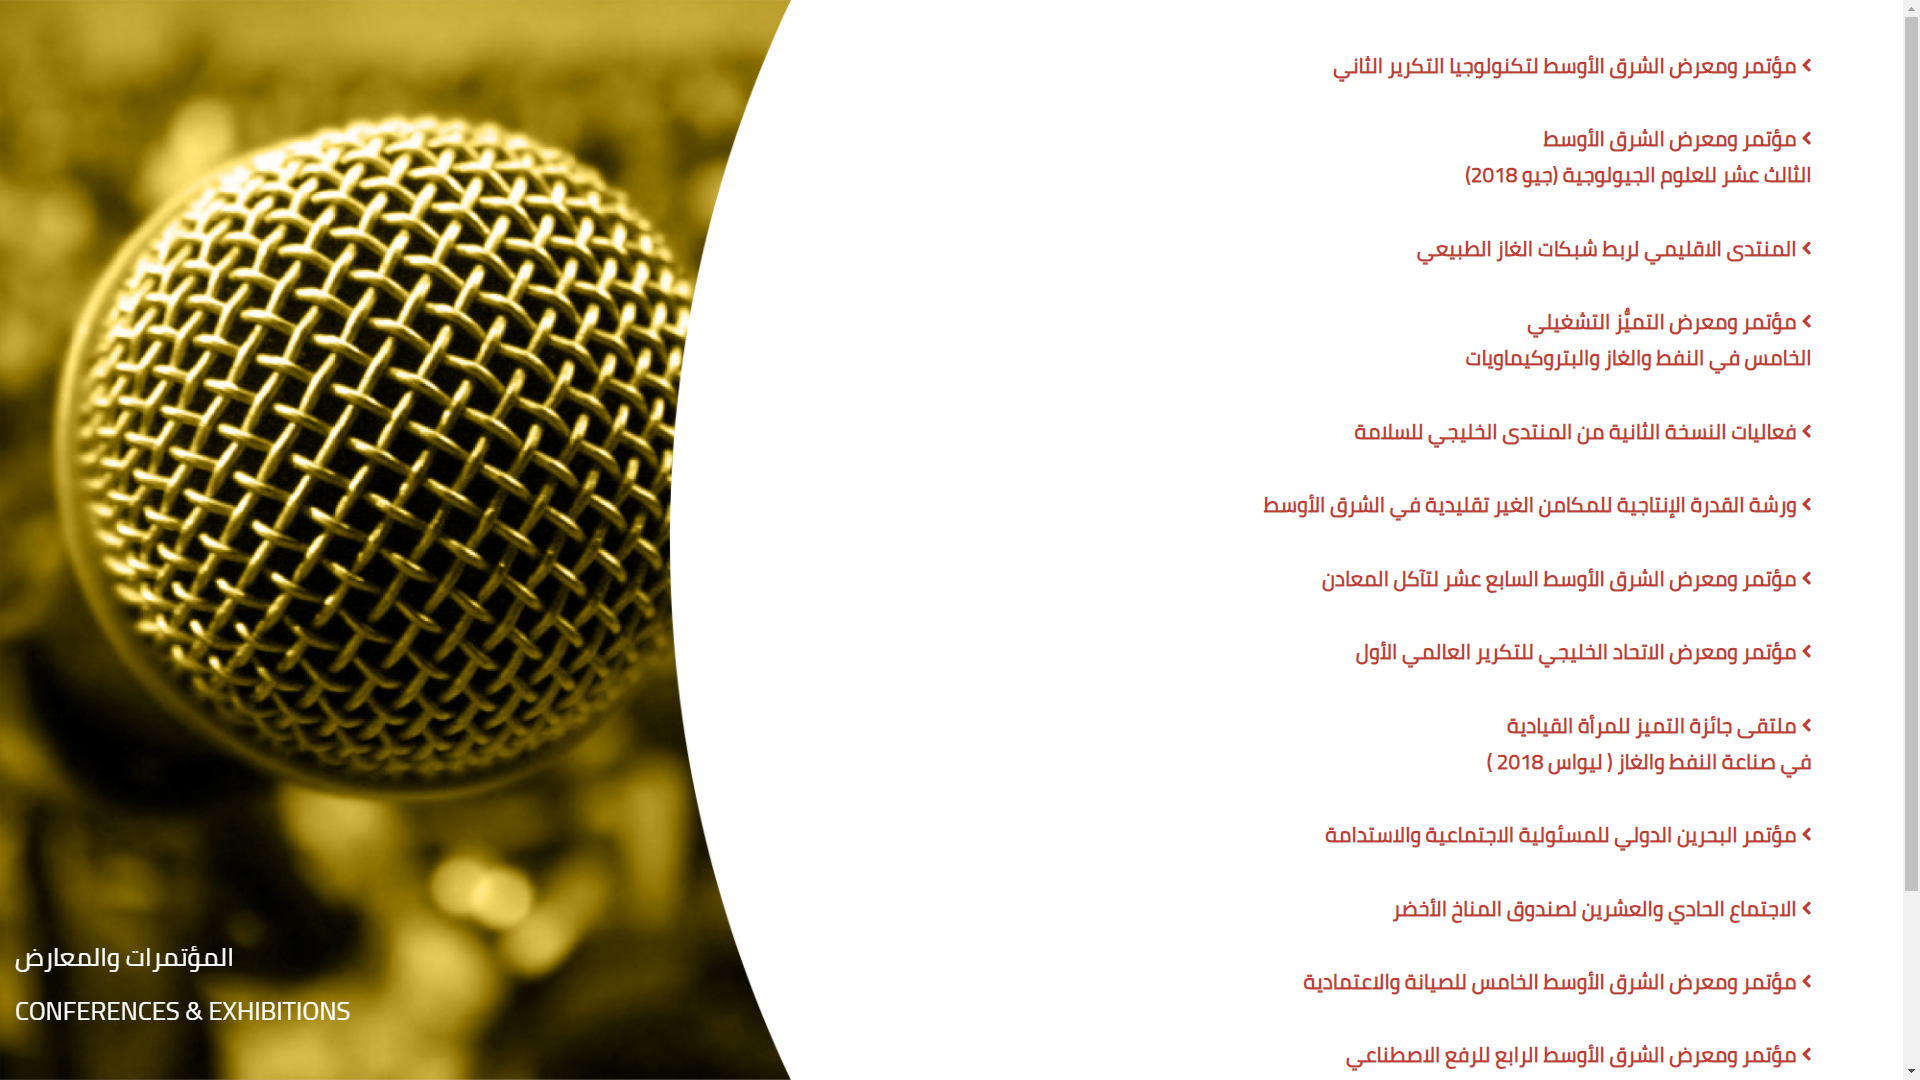 مؤتمر ومعرض الشرق الأوسط لتكنولوجيا التكرير الثاني
مؤتمر ومعرض الشرق الأوسط
الثالث عشر للعلوم الجيولوجية (جيو 2018)
المنتدى الاقليمي لربط شبكات الغاز الطبيعي
مؤتمر ومعرض التميُّز التشغيلي
الخامس في النفط والغاز والبتروكيماويات
فعاليات النسخة الثانية من المنتدى الخليجي للسلامة
ورشة القدرة الإنتاجية للمكامن الغير تقليدية في الشرق الأوسط
مؤتمر ومعرض الشرق الأوسط السابع عشر لتآكل المعادن
مؤتمر ومعرض الاتحاد الخليجي للتكرير العالمي الأول
ملتقى جائزة التميز للمرأة القيادية
في صناعة النفط والغاز ( ليواس 2018 )
مؤتمر البحرين الدولي للمسئولية الاجتماعية والاستدامة
الاجتماع الحادي والعشرين لصندوق المناخ الأخضر
مؤتمر ومعرض الشرق الأوسط الخامس للصيانة والاعتمادية
مؤتمر ومعرض الشرق الأوسط الرابع للرفع الاصطناعي
المؤتمرات والمعارض
CONFERENCES & EXHIBITIONS